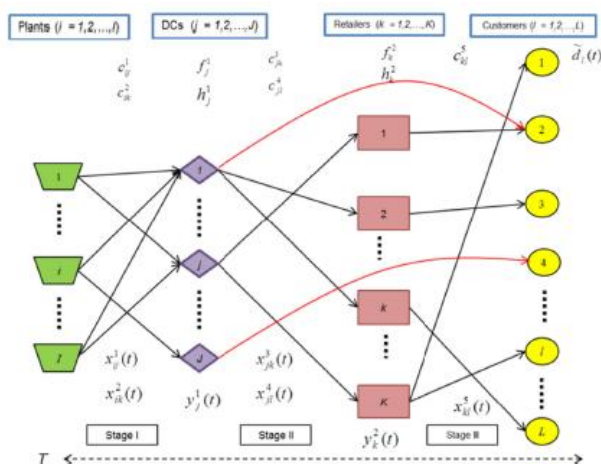 Plants (i = 1,2,...,I)
DCs (j = 1,2,...,J)
Retailers (k = 1,2,...,K)
Customers (l = 1,2,...,L)
c¹ᵢⱼ f¹ⱼ c³ⱼₖ f²ₖ c⁵ₖₗ d̃ₗ(t)
c²ᵢₖ h¹ⱼ c⁴ⱼₗ h²ₖ
1
1 2
1
2 3
i j 4
k
I J l
K
L
x¹ᵢⱼ(t) x³ⱼₖ(t)
x²ᵢₖ(t) y¹ⱼ(t) x⁴ⱼₗ(t) x⁵ₖₗ(t)
y²ₖ(t)
Stage I Stage II Stage III
T